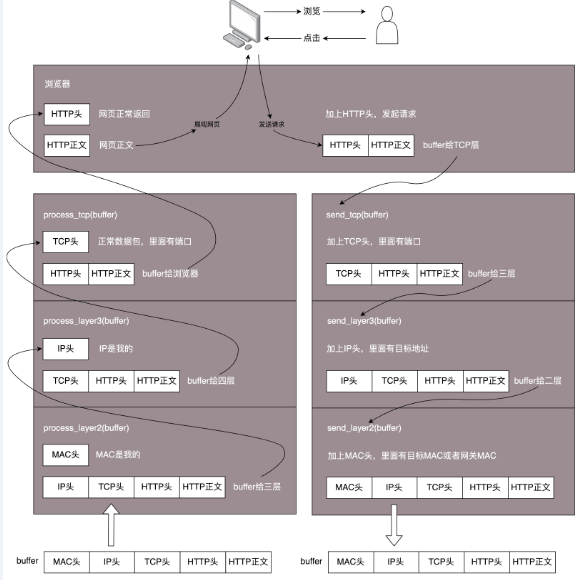 浏览
点击
浏览器
HTTP头 网页正常返回
HTTP正文 网页正文
展现网页
发送请求
加上HTTP头，发起请求
HTTP头 HTTP正文 buffer给TCP层
process_tcp(buffer)
TCP头 正常数据包，里面有端口
HTTP头 HTTP正文 buffer给浏览器
process_layer3(buffer)
IP头 IP是我的
TCP头 HTTP头 HTTP正文 buffer给四层
process_layer2(buffer)
MAC头 MAC是我的
IP头 TCP头 HTTP头 HTTP正文 buffer给三层
buffer MAC头 IP头 TCP头 HTTP头 HTTP正文
send_tcp(buffer)
加上TCP头，里面有端口
TCP头 HTTP头 HTTP正文 buffer给三层
send_layer3(buffer)
加上IP头，里面有目标地址
IP头 TCP头 HTTP头 HTTP正文 buffer给二层
send_layer2(buffer)
加上MAC头，里面有目标MAC或者网关MAC
MAC头 IP头 TCP头 HTTP头 HTTP正文
buffer MAC头 IP头 TCP头 HTTP头 HTTP正文